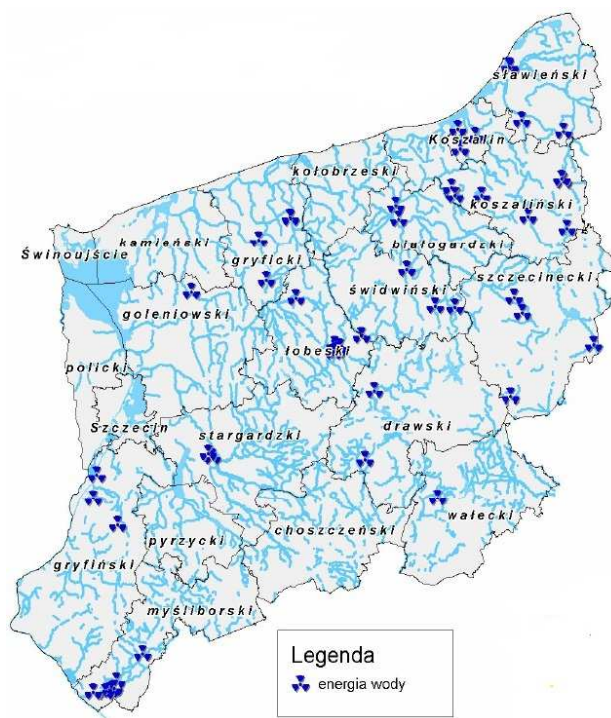 sławieński
Koszalin
kołobrzeski
koszaliński
kamieński
białogardzki
Świnoujście
gryficki
szczecinecki
świdwiński
goleniowski
łobeski
policki
Szczecin
drawski
stargardzki
wałecki
choszczeński
pyrzycki
gryfiński
myśliborski
Legenda
energia wody